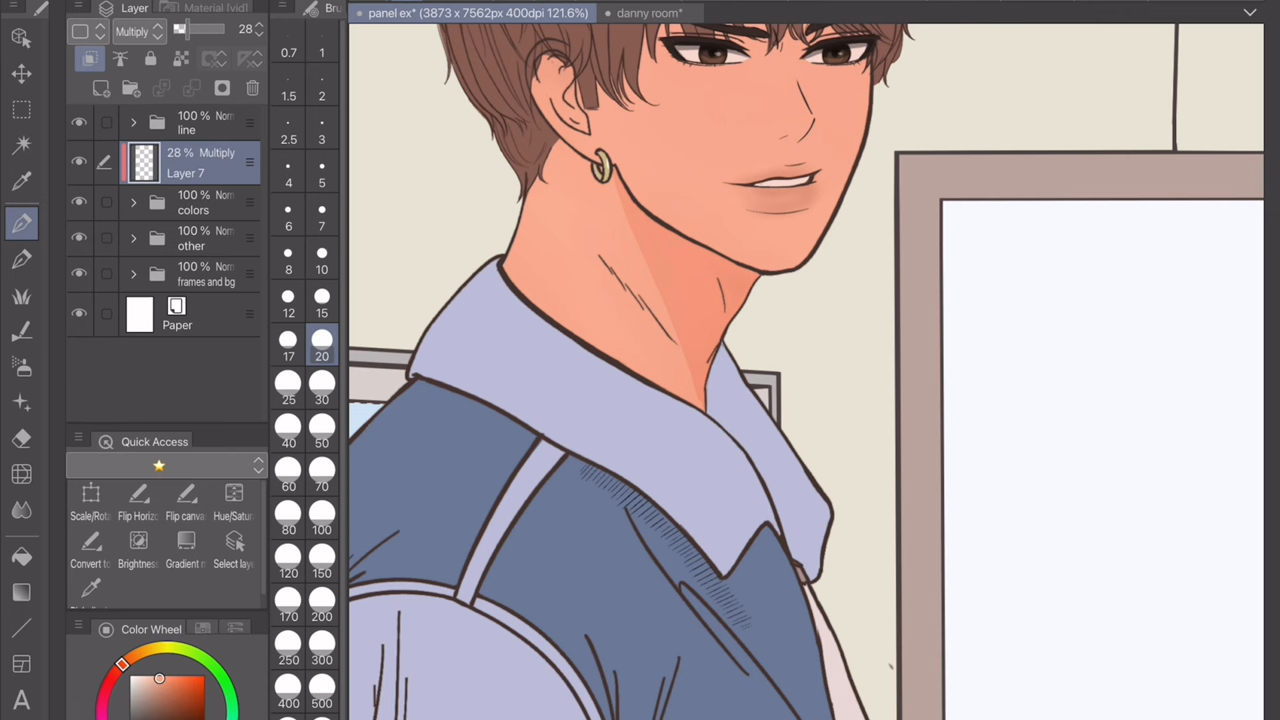 Layer
Material [vid]
Bru
panel ex* (3873 x 7562px 400dpi 121.6%)
danny room*
Multiply
28
100 % Norm
line
28 % Multiply
Layer 7
100 % Norm
colors
100 % Norm
other
100 % Norm
frames and bg
Paper
Quick Access
Scale/Rota
Flip Horizo
Flip canva
Hue/Satur
Convert to
Brightness
Gradient m
Select laye
Color Wheel
0.7 1
1.5 2
2.5 3
4 5
6 7
8 10
12 15
17 20
25 30
40 50
60 70
80 100
120 150
170 200
250 300
400 500
A